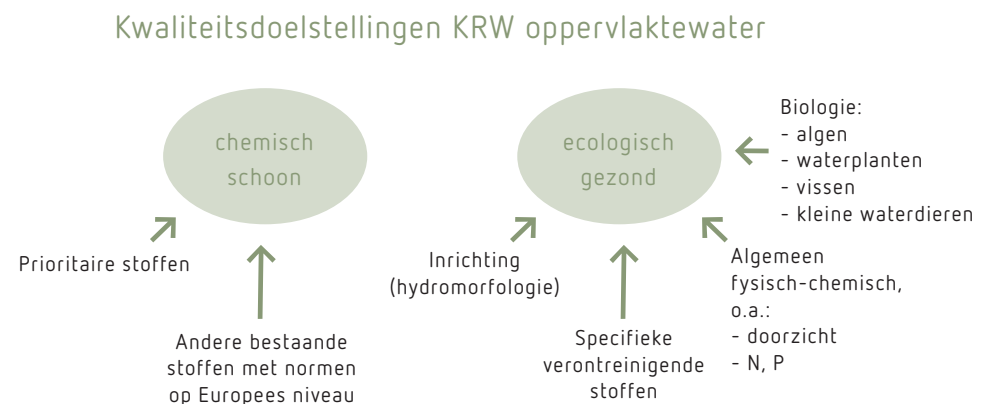 Kwaliteitsdoelstellingen KRW oppervlaktewater
chemisch
schoon
Prioritaire stoffen
Andere bestaande
stoffen met normen
op Europees niveau
ecologisch
gezond
Inrichting
(hydromorfologie)
Specifieke
verontreinigende
stoffen
Biologie:
- algen
- waterplanten
- vissen
- kleine waterdieren
Algemeen
fysisch-chemisch,
o.a.:
- doorzicht
- N, P